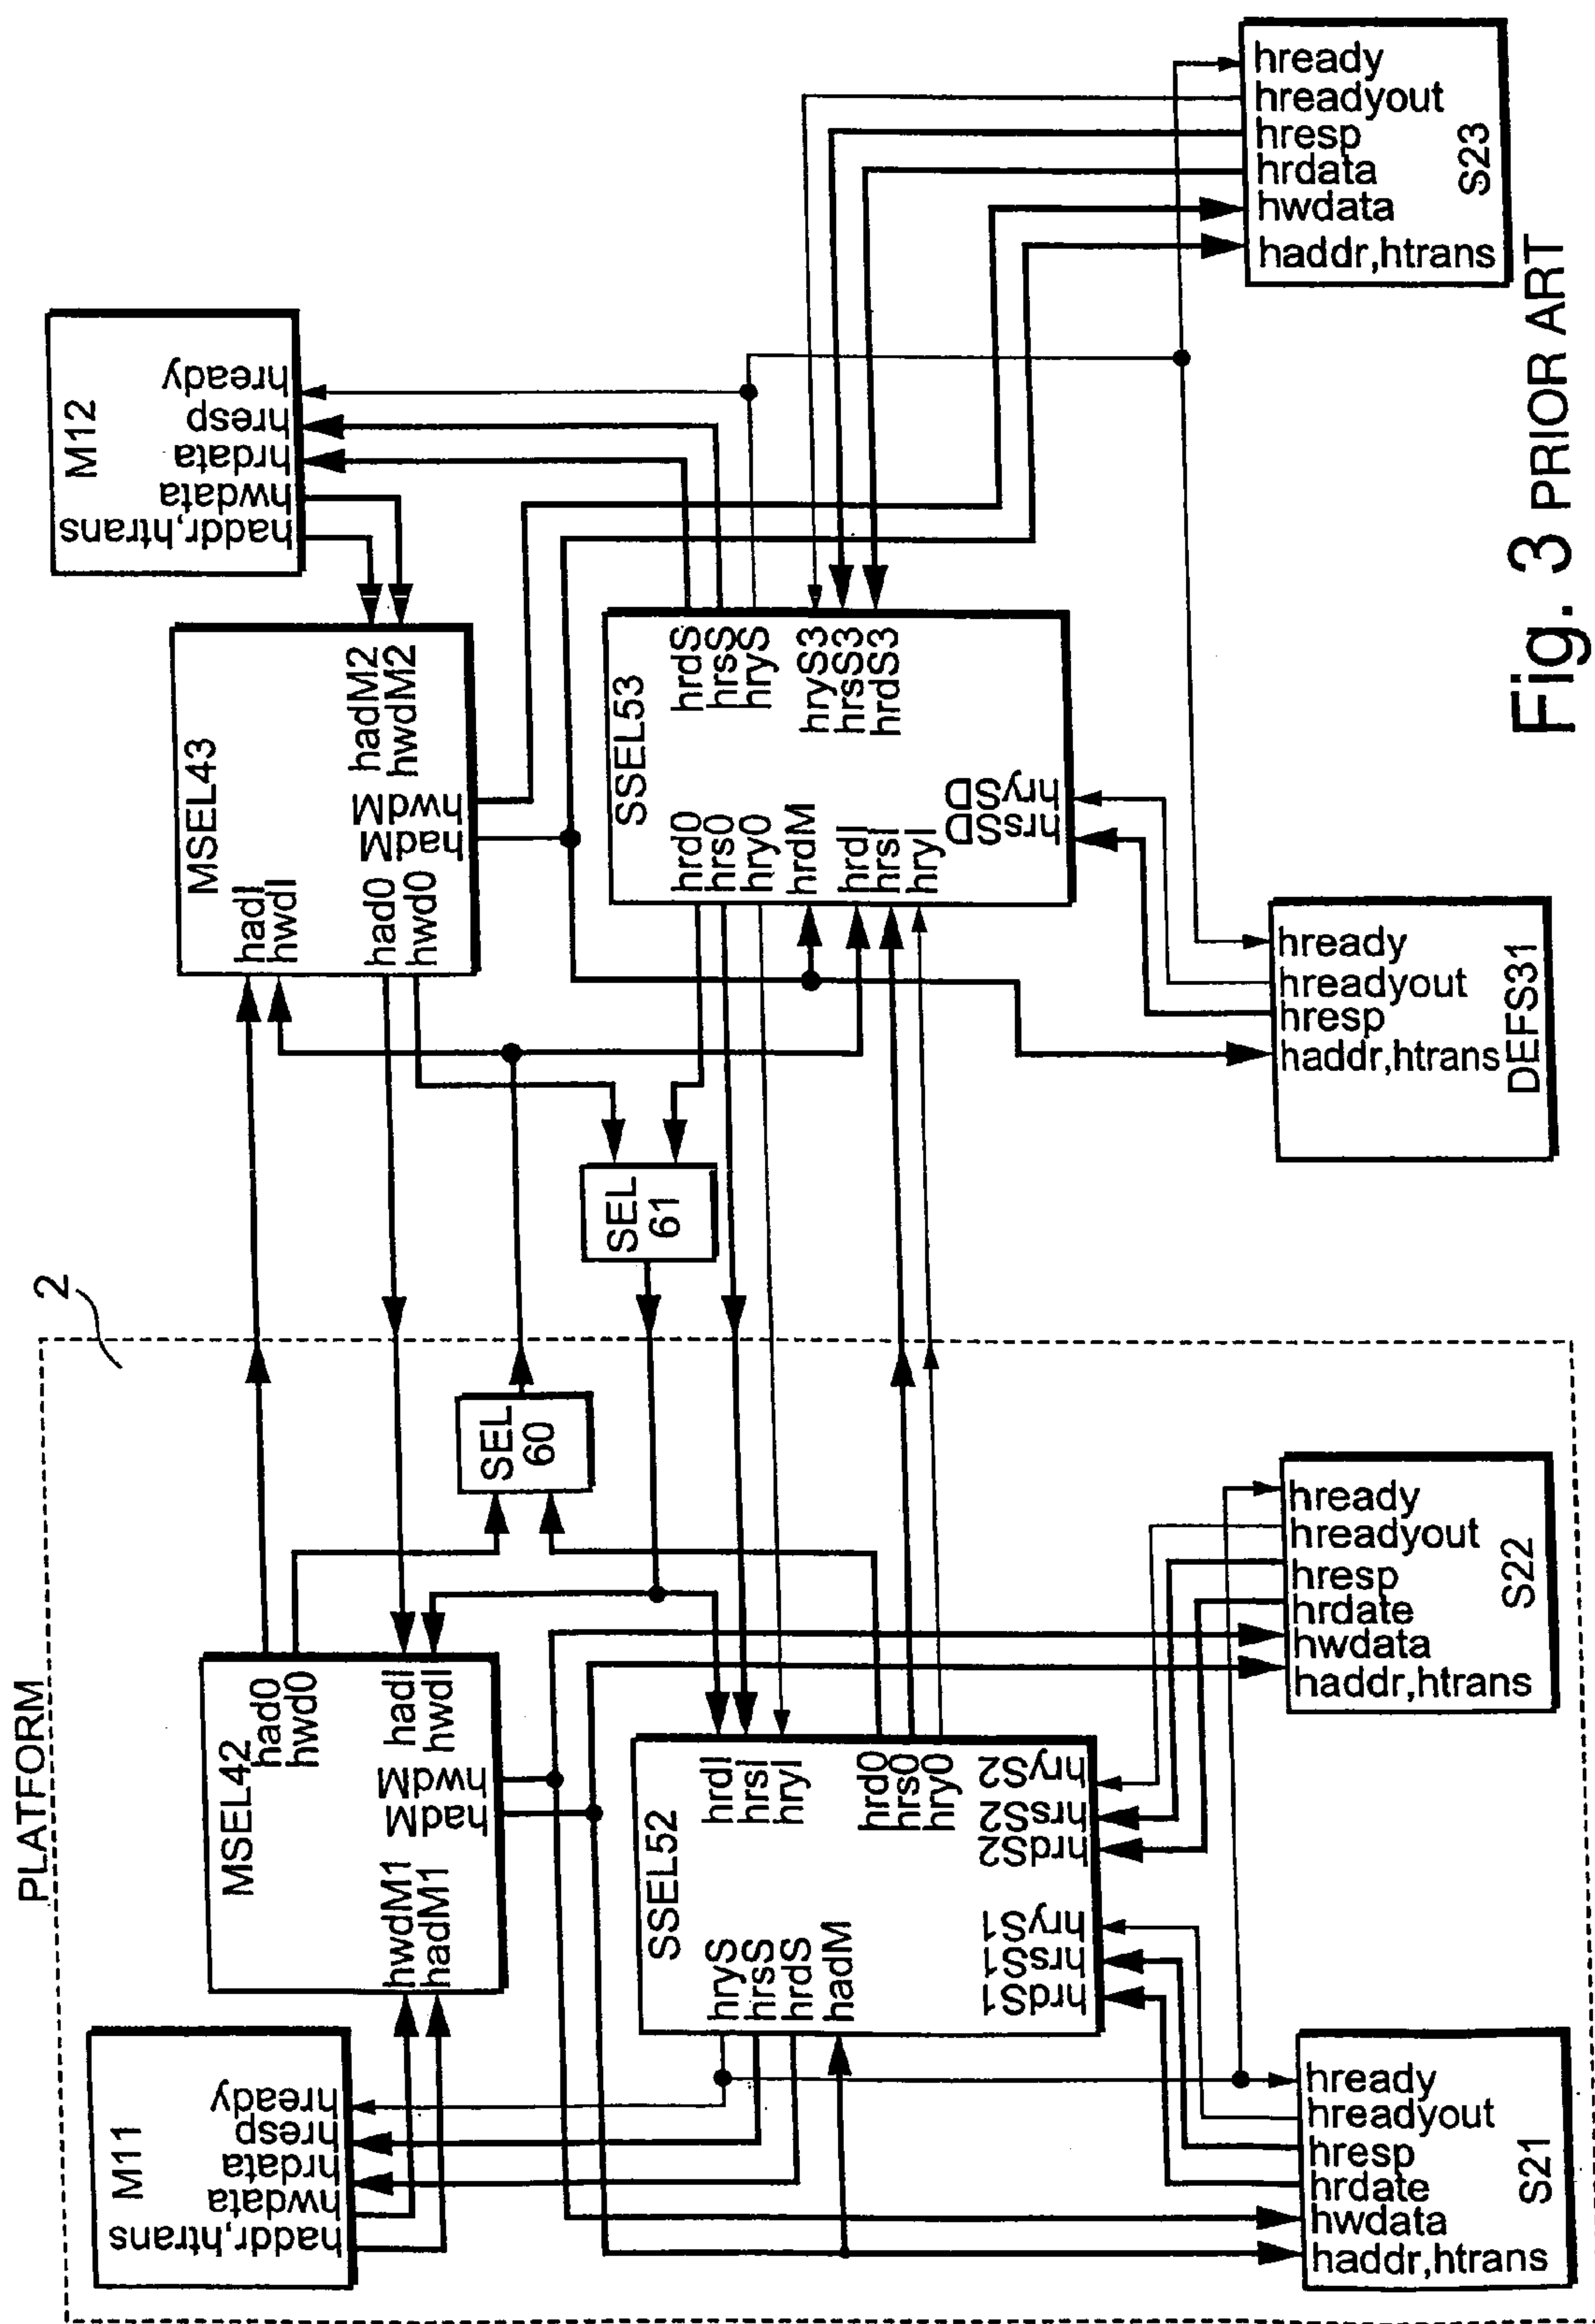 PLATFORM
2
M11
haddr,htrans
hwdata
hrdata
hresp
hready
MSEL42
hwdM1
hadM1
had0
hwd0
hadI
hwdI
hwdM
hadM
SEL
60
SEL
61
MSEL43
hadI
hwdI
had0
hwd0
hadM2
hwdM2
hwdM
hadM
M12
haddr,htrans
hwdata
hrdata
hresp
hready
SSEL52
hryS
hrsS
hrdS
hadM
hrdI
hrsI
hryI
hrd0
hrs0
hry0
hrdS1
hrsS1
hryS1
hrdS2
hrsS2
hryS2
SSEL53
hrd0
hrs0
hry0
hrdM
hrdI
hrsI
hryI
hrdS
hrsS
hryS
hryS3
hrsS3
hrdS3
hrsSD
hrySD
hready
hreadyout
hresp
hrdate
hwdata
haddr,htrans
S21
hready
hreadyout
hresp
hrdate
hwdata
haddr,htrans
S22
hready
hreadyout
hresp
haddr,htrans
DEFS31
hready
hreadyout
hresp
hrdata
hwdata
haddr,htrans
S23
Fig. 3 PRIOR ART